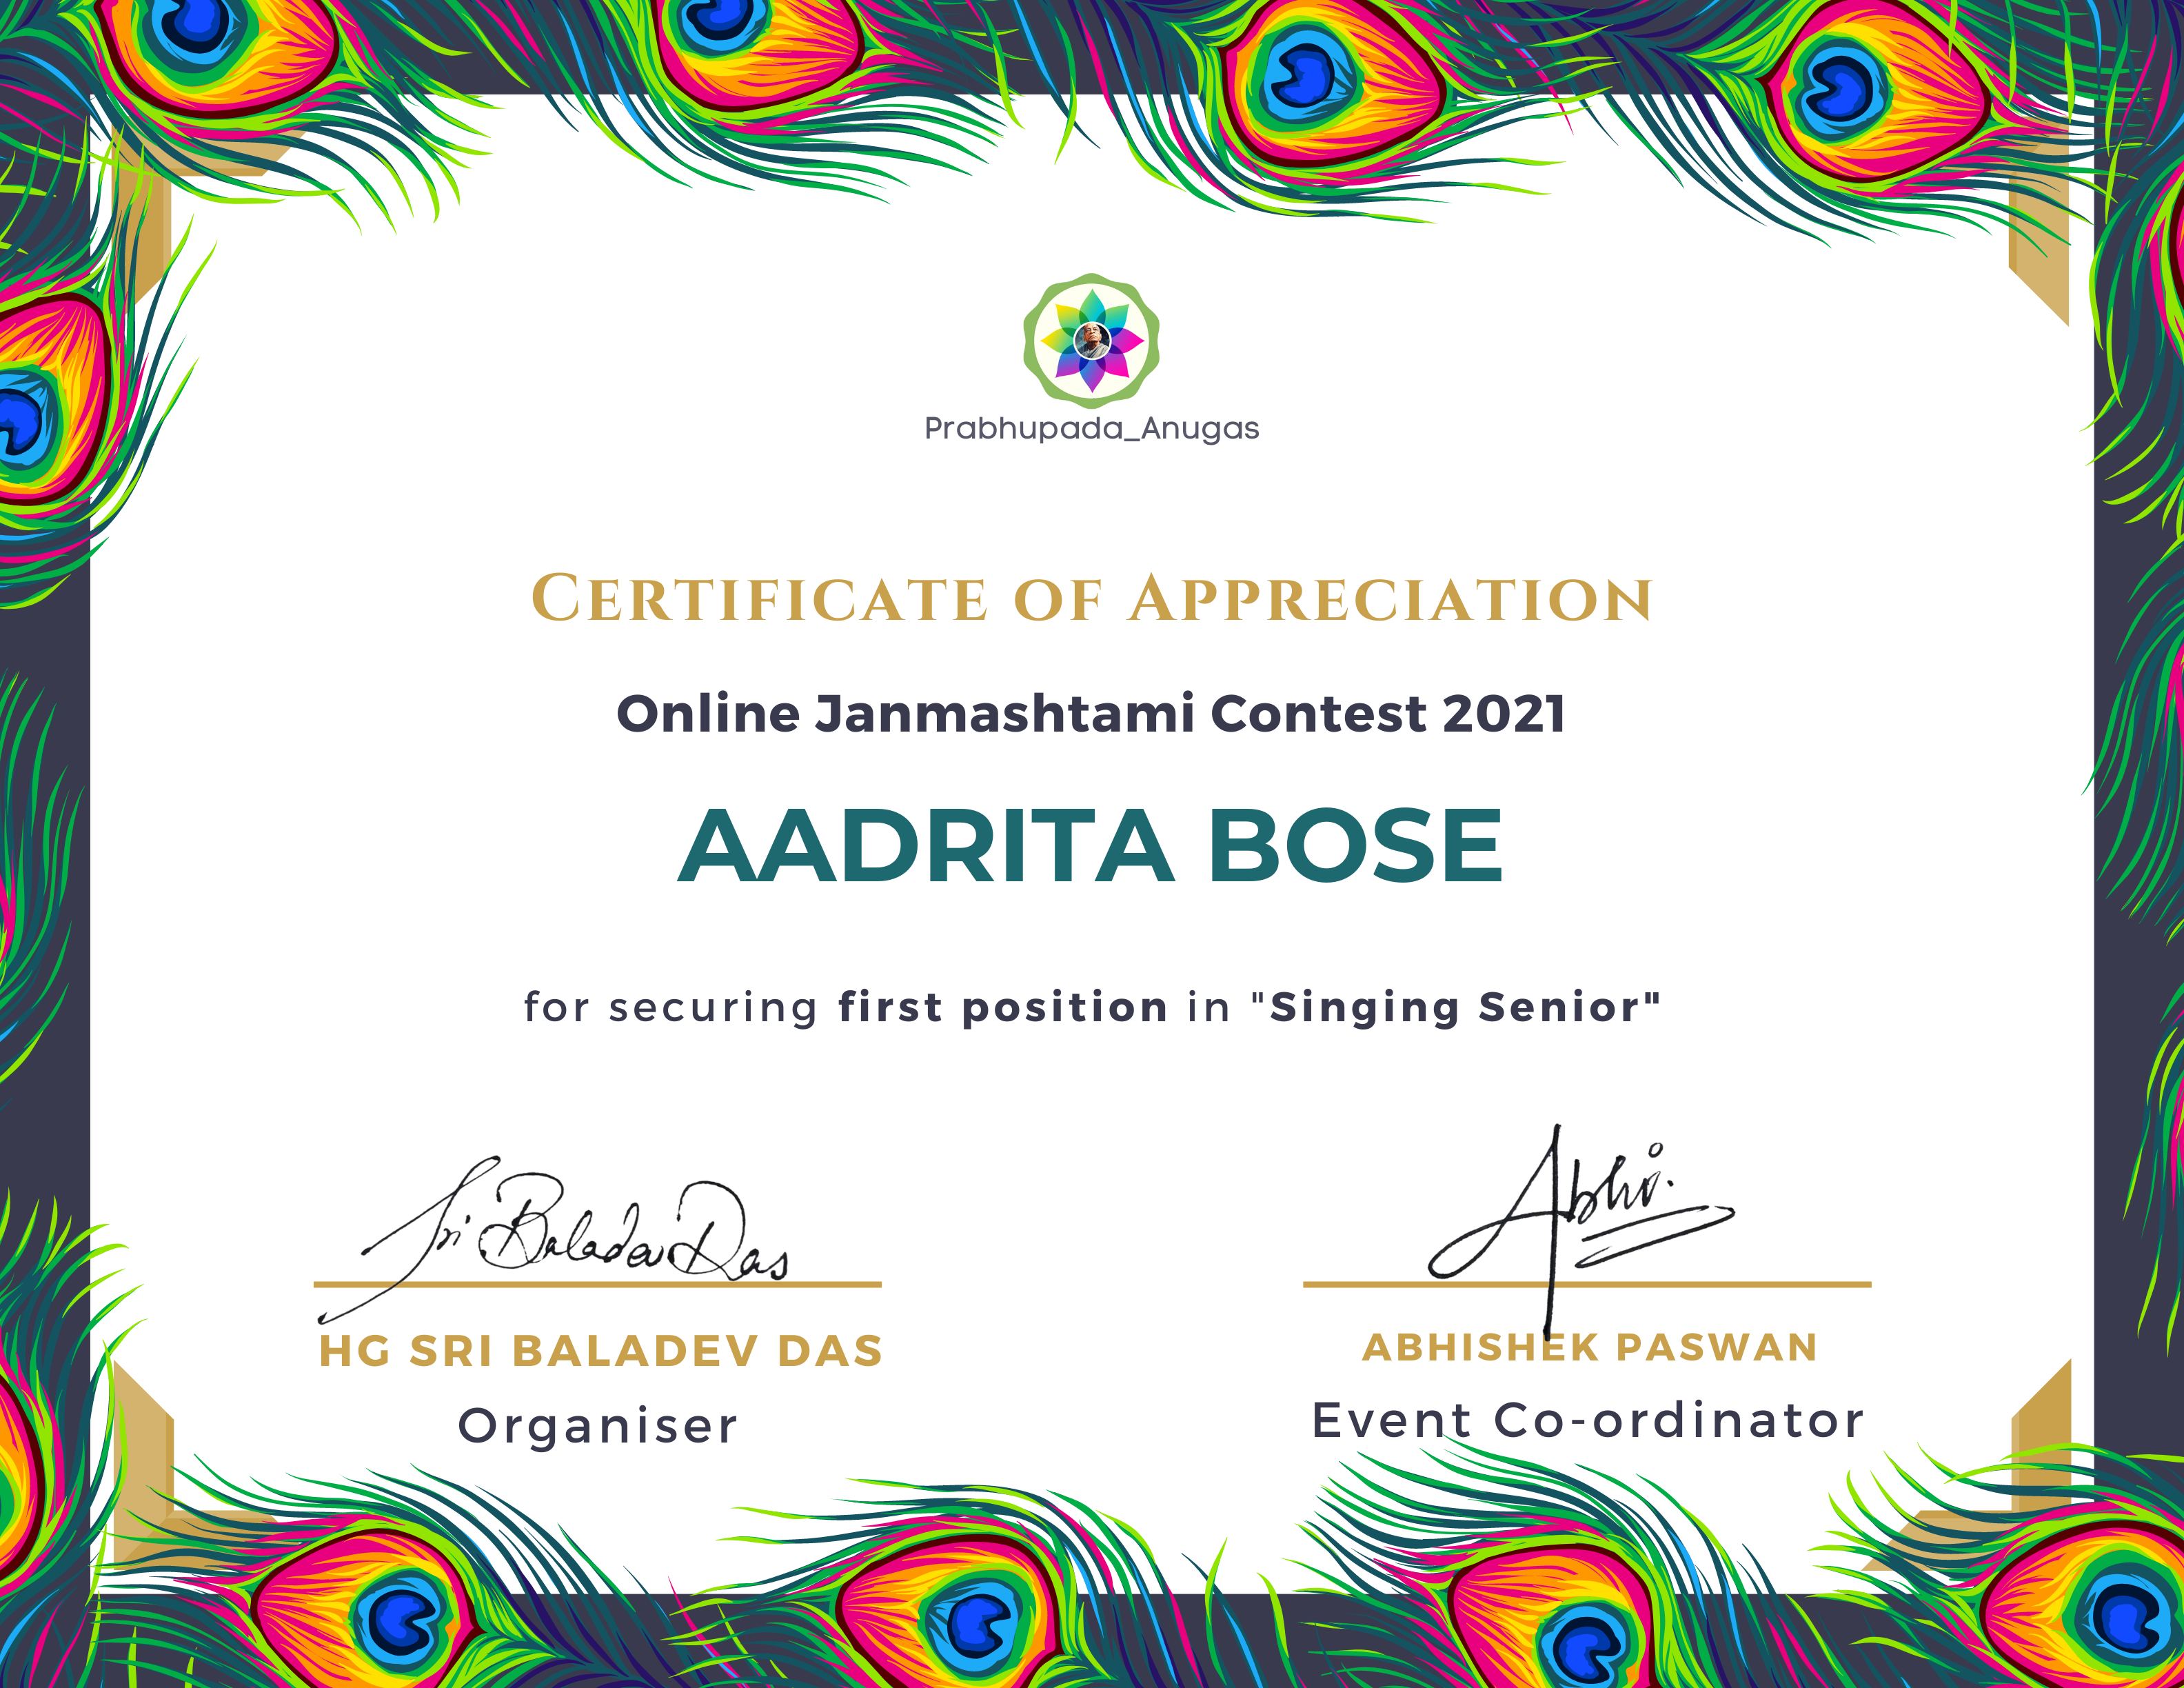 Prabhupada_Anugas
Certificate of Appreciation
Online Janmashtami Contest 2021
AADRITA BOSE
for securing first position in "Singing Senior"
Sri Baladev Das
Abhi.
HG SRI BALADEV DAS
ABHISHEK PASWAN
Organiser
Event Co-ordinator